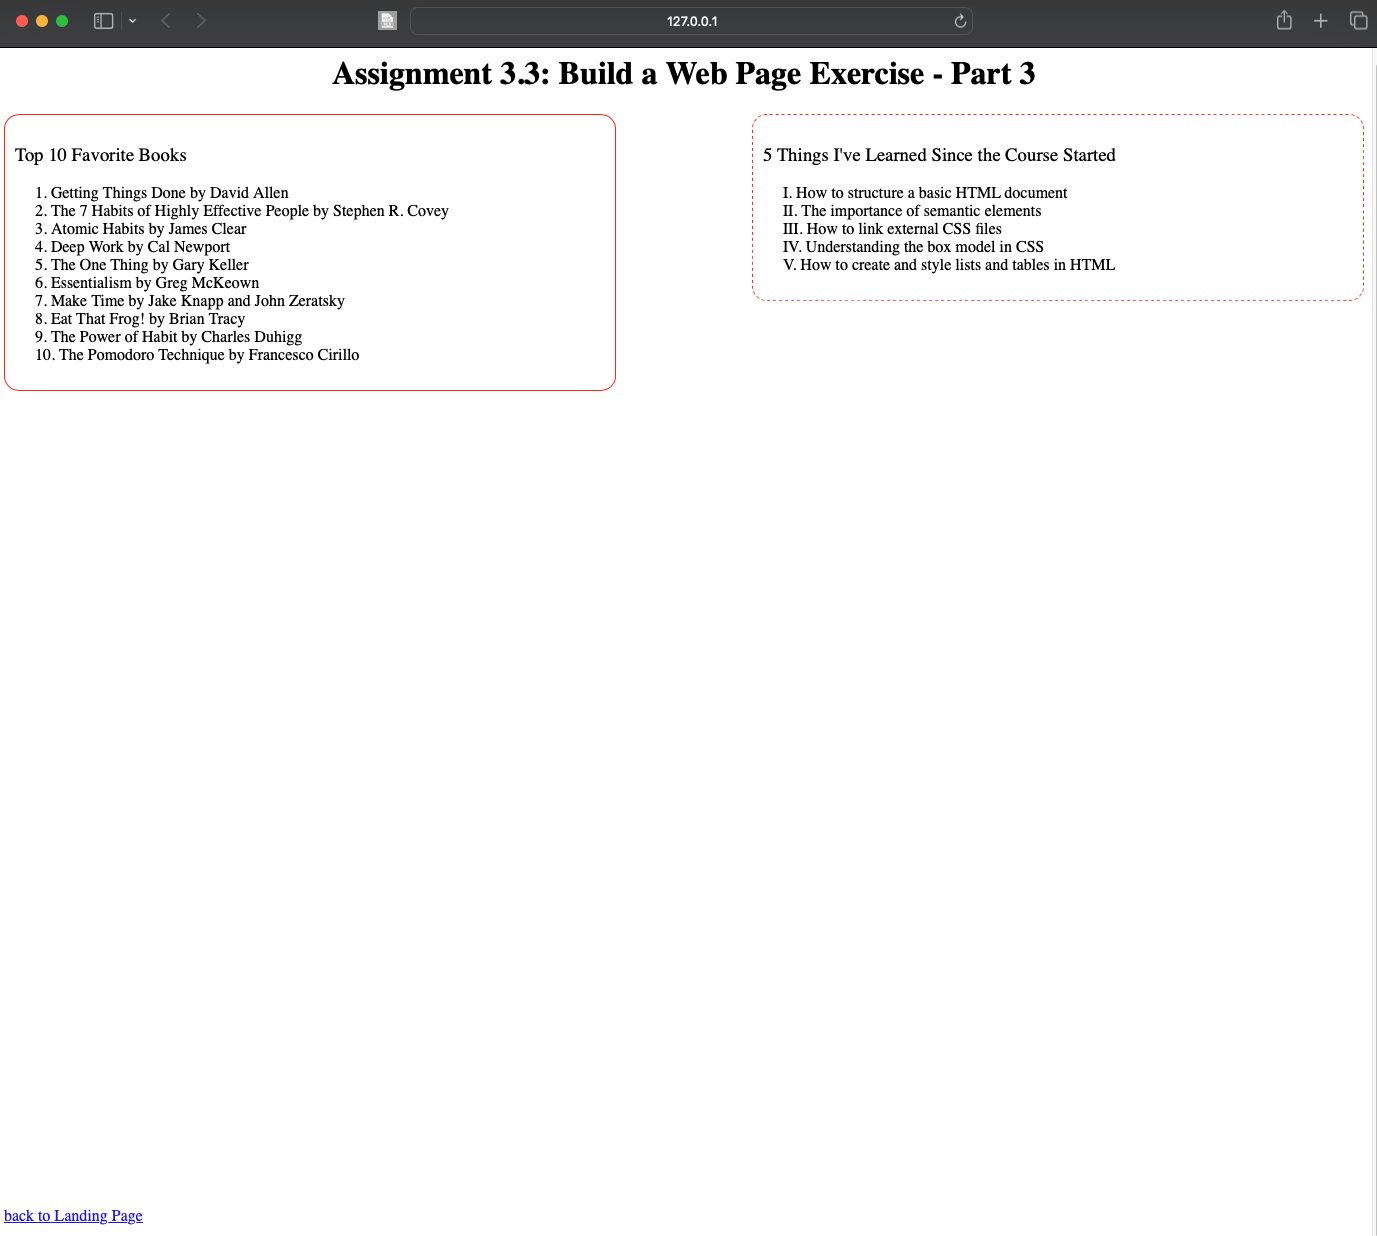 127.0.0.1
Assignment 3.3: Build a Web Page Exercise - Part 3
Top 10 Favorite Books
1. Getting Things Done by David Allen
2. The 7 Habits of Highly Effective People by Stephen R. Covey
3. Atomic Habits by James Clear
4. Deep Work by Cal Newport
5. The One Thing by Gary Keller
6. Essentialism by Greg McKeown
7. Make Time by Jake Knapp and John Zeratsky
8. Eat That Frog! by Brian Tracy
9. The Power of Habit by Charles Duhigg
10. The Pomodoro Technique by Francesco Cirillo
5 Things I've Learned Since the Course Started
I. How to structure a basic HTML document
II. The importance of semantic elements
III. How to link external CSS files
IV. Understanding the box model in CSS
V. How to create and style lists and tables in HTML
back to Landing Page